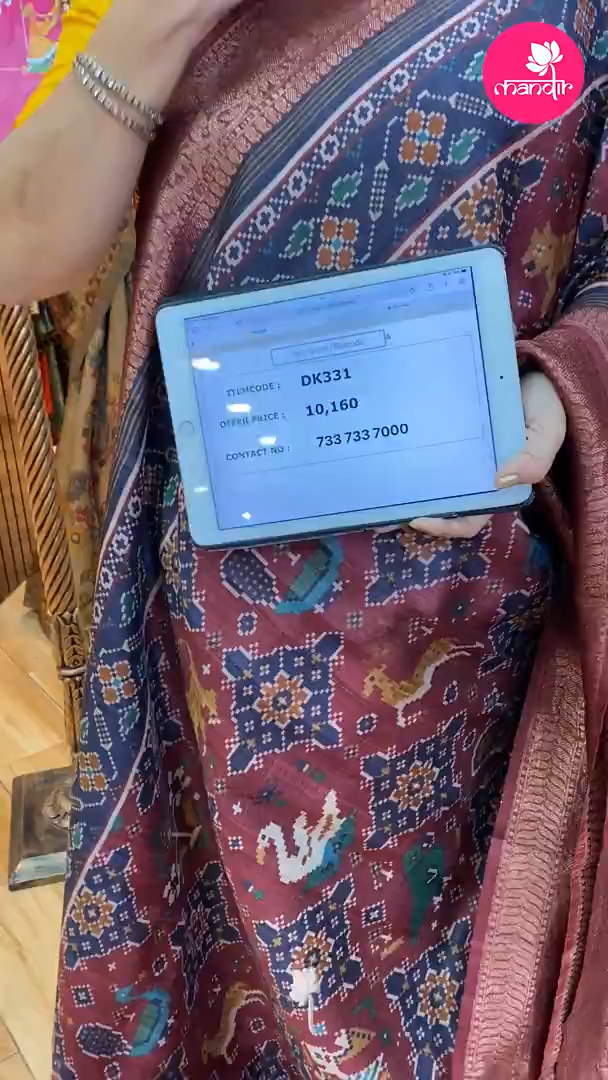 mandir
ITEMCODE : DK331
OFFER PRICE : 10,160
CONTACT NO : 733 733 7000